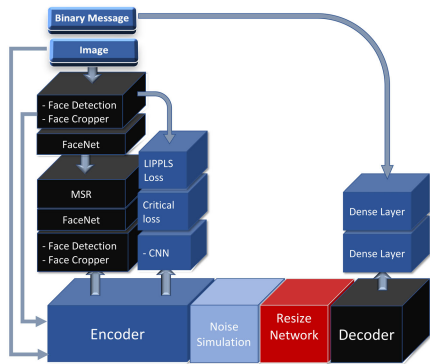 Binary Message
Image
- Face Detection
- Face Cropper
FaceNet
MSR
FaceNet
- Face Detection
- Face Cropper
LIPPLS
Loss
Critical
loss
- CNN
Dense Layer
Dense Layer
Encoder
Noise
Simulation
Resize
Network
Decoder